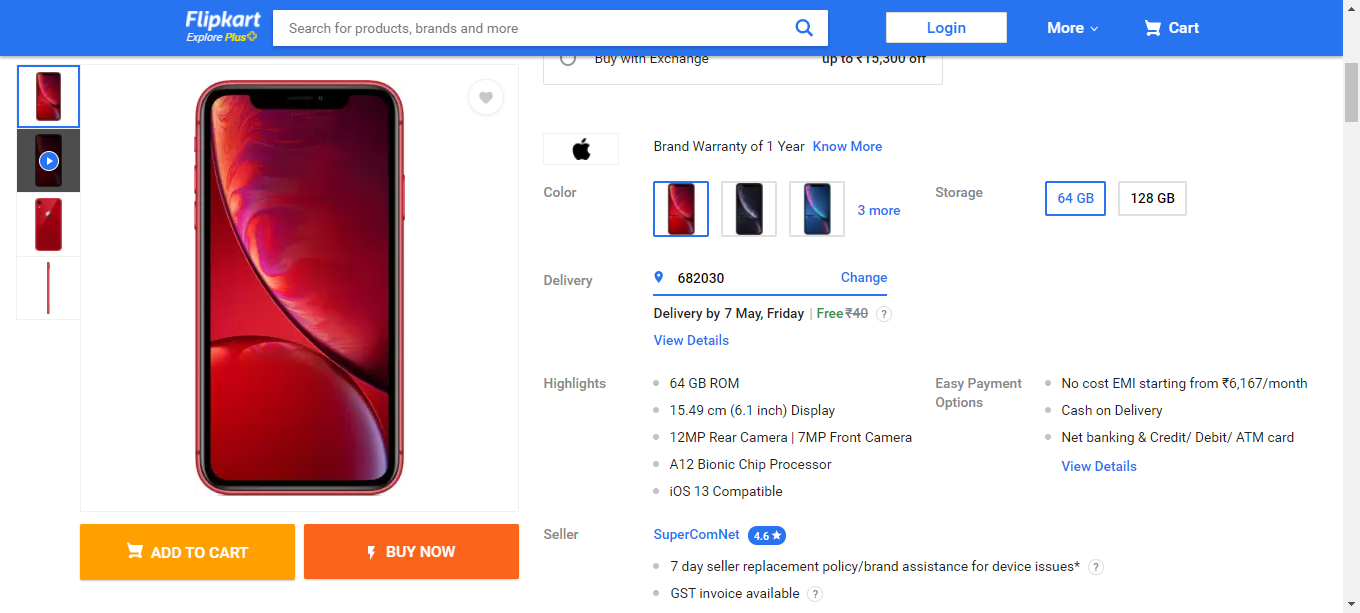 Flipkart
Explore Plus
Search for products, brands and more
Login
More
Cart
Buy with Exchange
up to ₹15,300 off
Brand Warranty of 1 Year Know More
Color
3 more
Storage
64 GB
128 GB
Delivery
682030
Change
Delivery by 7 May, Friday | Free ₹40 ?
View Details
Highlights
64 GB ROM
15.49 cm (6.1 inch) Display
12MP Rear Camera | 7MP Front Camera
A12 Bionic Chip Processor
iOS 13 Compatible
Easy Payment
Options
No cost EMI starting from ₹6,167/month
Cash on Delivery
Net banking & Credit/ Debit/ ATM card
View Details
ADD TO CART
BUY NOW
Seller
SuperComNet 4.6 ★
7 day seller replacement policy/brand assistance for device issues* ?
GST invoice available ?